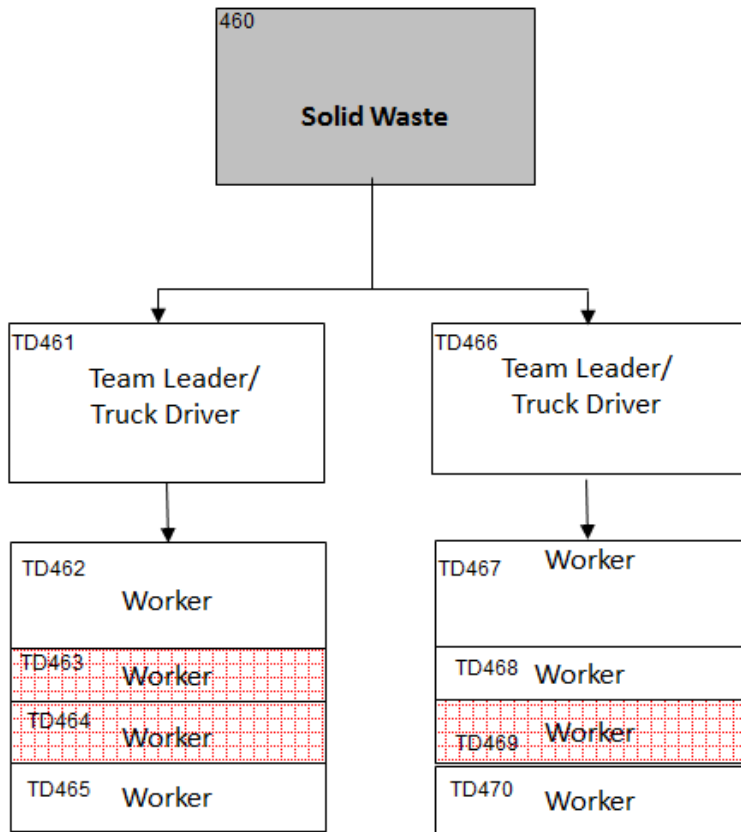 460
Solid Waste
TD461
Team Leader/
Truck Driver
TD466
Team Leader/
Truck Driver
TD462
Worker
TD463
Worker
TD464
Worker
TD465
Worker
TD467
Worker
TD468
Worker
TD469
Worker
TD470
Worker